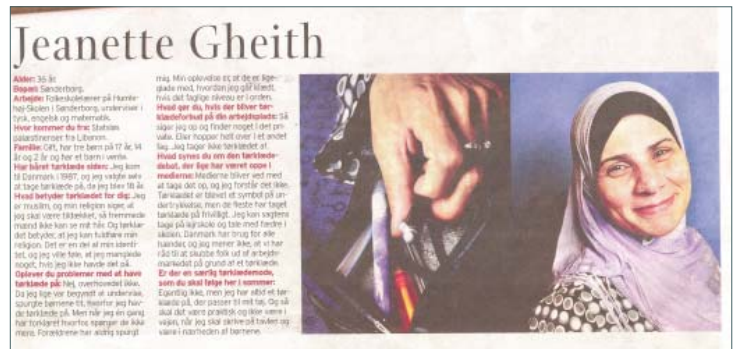 Jeanette Gheith
Alder: 36 år.
Bopæl: Sønderborg.
Arbejde: Folkeskolelærer på Humle-
høj-Skolen i Sønderborg, underviser i
tysk, engelsk og matematik.
Hvor kommer du fra: Statsløs
palæstinenser fra Libanon.
Familie: Gift, har tre børn på 17 år, 14
år og 2 år og har et barn i vente.
Har båret tørklæde siden: Jeg kom
til Danmark i 1987, og jeg valgte selv
at tage tørklæde på, da jeg blev 18 år.
Hvad betyder tørklædet for dig: Jeg
er muslim, og min religion siger, at
jeg skal være tildækket, så fremmede
mænd ikke kan se mit hår. Og tørklæ-
det betyder, at jeg kan fuldføre min
religion. Det er en del af min identi-
tet, og jeg ville føle, at jeg manglede
noget, hvis jeg ikke havde det på.
Oplever du problemer med at have
tørklæde på: Nej, overhovedet ikke.
Da jeg lige var begyndt at undervise,
spurgte børnene til, hvorfor jeg hav-
de tørklæde på. Men når jeg én gang
har forklaret hvorfor, spørger de ikke
mere. Forældrene har aldrig spurgt
mig. Min oplevelse er, at de er lige-
glade med, hvordan jeg går klædt,
hvis det faglige niveau er i orden.
Hvad gør du, hvis der bliver tør-
klædeforbud på din arbejdsplads: Så
siger jeg op og finder noget i det pri-
vate. Eller hopper helt over i et andet
fag. Jeg tager ikke tørklædet af.
Hvad synes du om den tørklæde-
debat, der lige har været oppe i
medierne: Medierne bliver ved med
at tage det op, og jeg forstår det ikke.
Tørklædet er blevet et symbol på un-
dertrykkelse, men de fleste har taget
tørklæde på frivilligt. Jeg kan sagtens
tage på lejrskole og tale med fædre i
skolen. Danmark har brug for alle
hænder, og jeg mener ikke, at vi har
råd til at skubbe folk ud af arbejds-
markedet på grund af et tørklæde.
Er der en særlig tørklædemode,
som du skal følge her i sommer:
Egentlig ikke, men jeg har altid et tør-
klæde på, der passer til mit tøj. Og så
skal det være praktisk og ikke være i
vejen, når jeg skal skrive på tavlen og
være i nærheden af børnene.